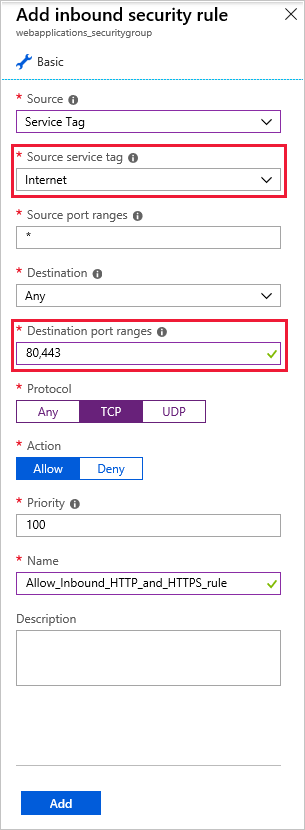 Add inbound security rule
webapplications_securitygroup
Basic
* Source
Service Tag
* Source service tag
Internet
* Source port ranges
*
* Destination
Any
* Destination port ranges
80,443
* Protocol
Any TCP UDP
* Action
Allow Deny
* Priority
100
* Name
Allow_Inbound_HTTP_and_HTTPS_rule
Description
Add